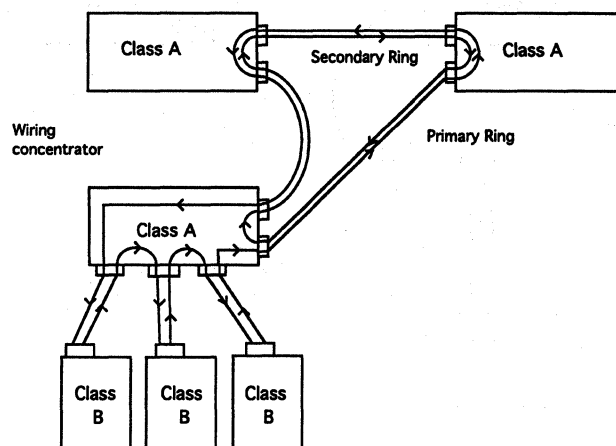 Class A
Secondary Ring
Class A
Wiring
concentrator
Primary Ring
Class A
Class
B
Class
B
Class
B